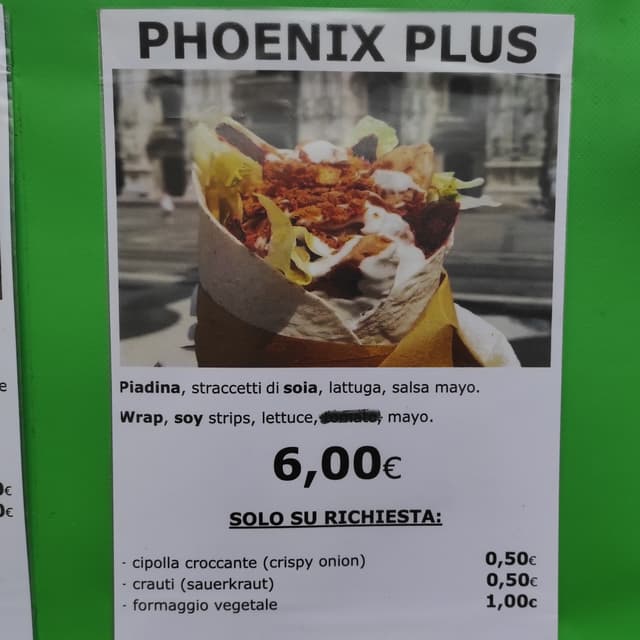 PHOENIX PLUS
Piadina, straccetti di soia, lattuga, salsa mayo.
Wrap, soy strips, lettuce, mayo.
6,00€
SOLO SU RICHIESTA:
- cipolla croccante (crispy onion) 0,50€
- crauti (sauerkraut) 0,50€
- formaggio vegetale 1,00€